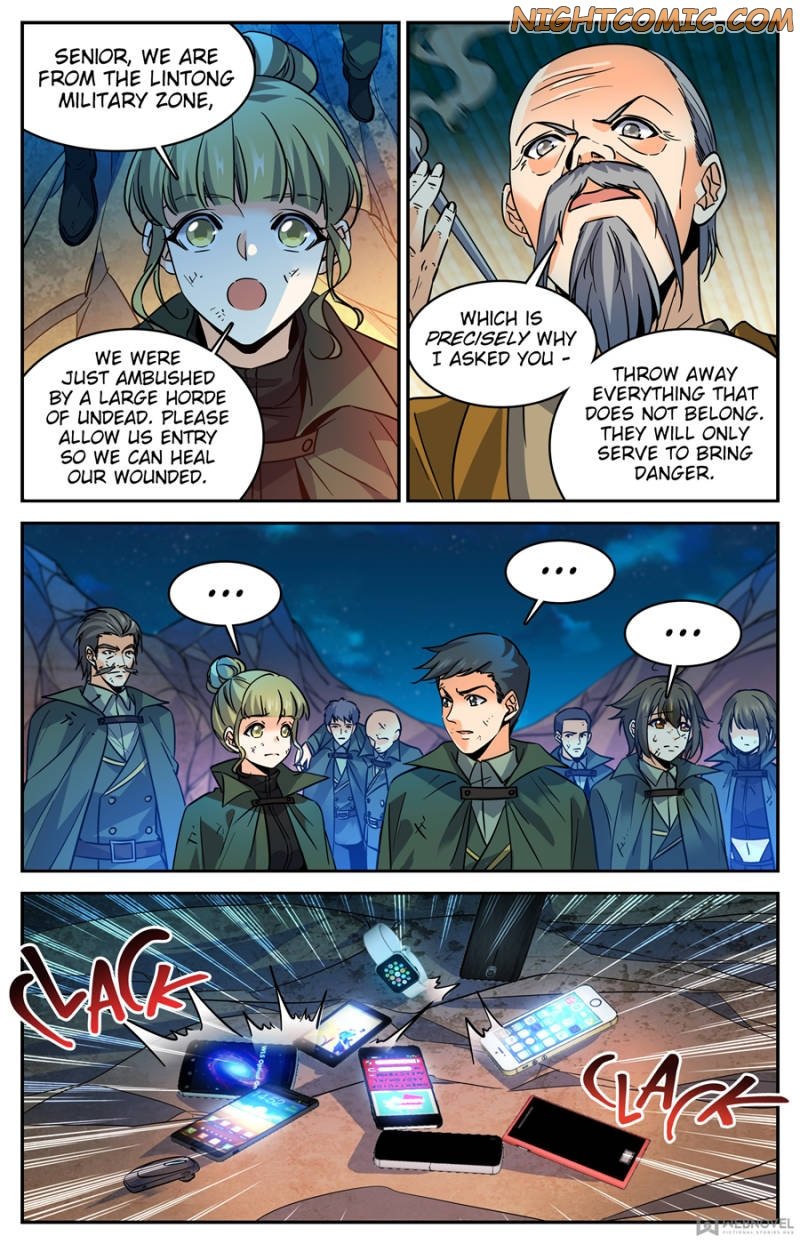 NIGHTCOMIC.COM
SENIOR, WE ARE
FROM THE LINTONG
MILITARY ZONE,
WE WERE
JUST AMBUSHED
BY A LARGE HORDE
OF UNDEAD. PLEASE
ALLOW US ENTRY
SO WE CAN HEAL
OUR WOUNDED.
WHICH IS
PRECISELY WHY
I ASKED YOU -
THROW AWAY
EVERYTHING THAT
DOES NOT BELONG.
THEY WILL ONLY
SERVE TO BRING
DANGER.
...
...
...
CLACK
CLACK
WEBNOVEL